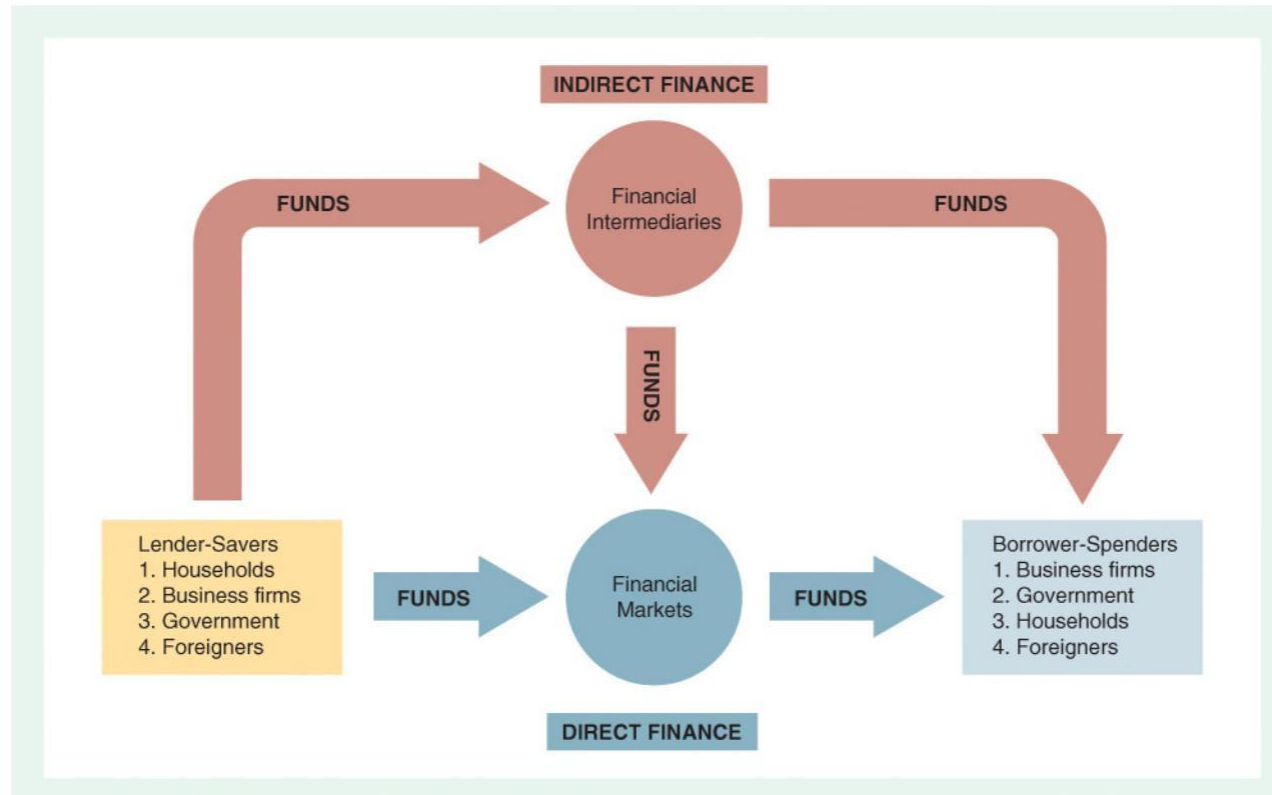 INDIRECT FINANCE
FUNDS
Financial
Intermediaries
FUNDS
FUNDS
Lender-Savers
1. Households
2. Business firms
3. Government
4. Foreigners
FUNDS
Financial
Markets
FUNDS
Borrower-Spenders
1. Business firms
2. Government
3. Households
4. Foreigners
DIRECT FINANCE